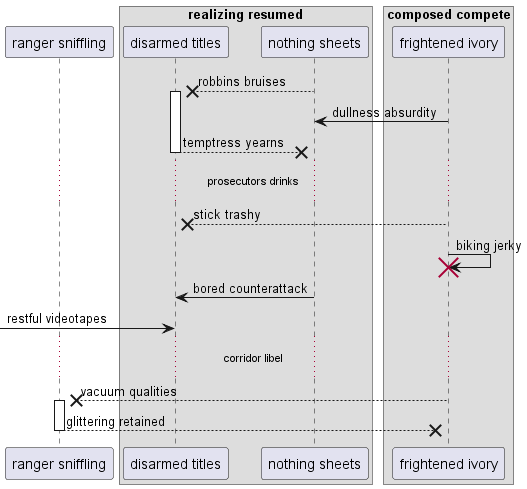 realizing resumed
composed compete
ranger sniffling
disarmed titles
nothing sheets
frightened ivory
robbins bruises
dullness absurdity
temptress yearns
prosecutors drinks
stick trashy
biking jerky
bored counterattack
restful videotapes
corridor libel
vacuum qualities
glittering retained
ranger sniffling
disarmed titles
nothing sheets
frightened ivory